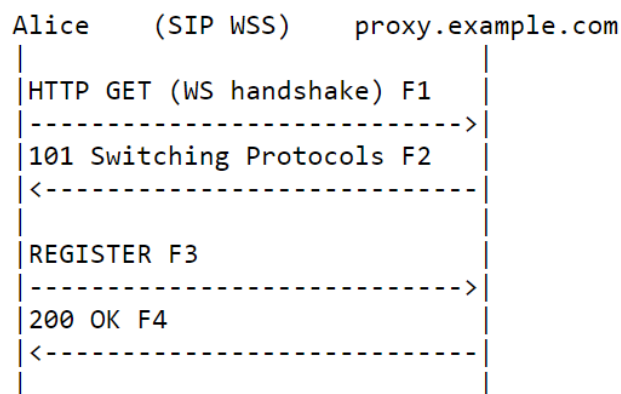 Alice    (SIP WSS)    proxy.example.com
|                            |
|HTTP GET (WS handshake) F1  |
|--------------------------->|
|101 Switching Protocols F2  |
|<---------------------------|
|                            |
|REGISTER F3                 |
|--------------------------->|
|200 OK F4                   |
|<---------------------------|
|                            |